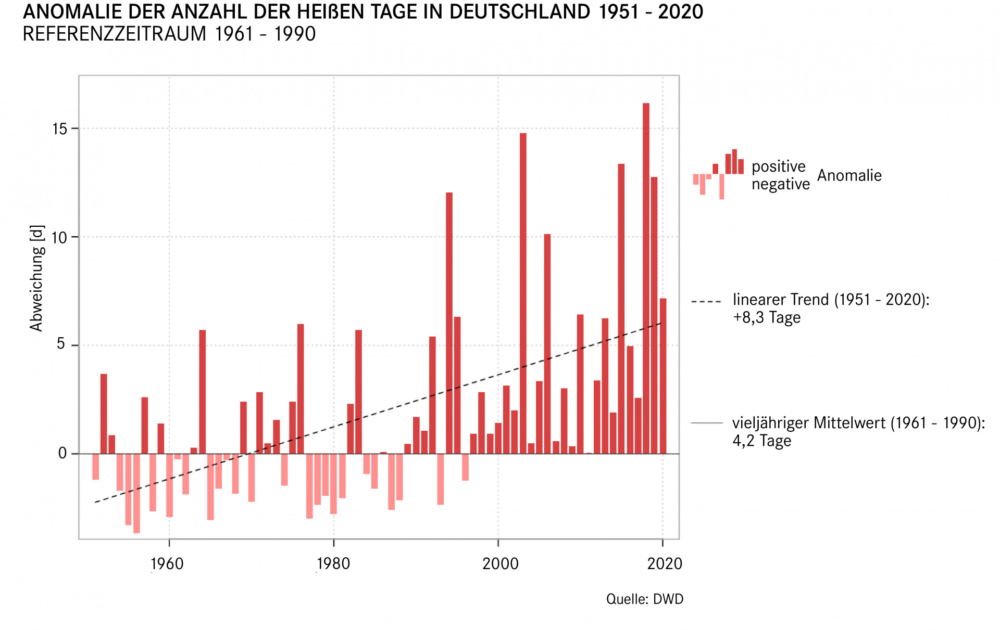 ANOMALIE DER ANZAHL DER HEIßEN TAGE IN DEUTSCHLAND 1951 - 2020
REFERENZZEITRAUM 1961 - 1990
Abweichung [d]
15
10
5
0
1960
1980
2000
2020
positive
negative
Anomalie
linearer Trend (1951 - 2020):
+8,3 Tage
vieljähriger Mittelwert (1961 - 1990):
4,2 Tage
Quelle: DWD